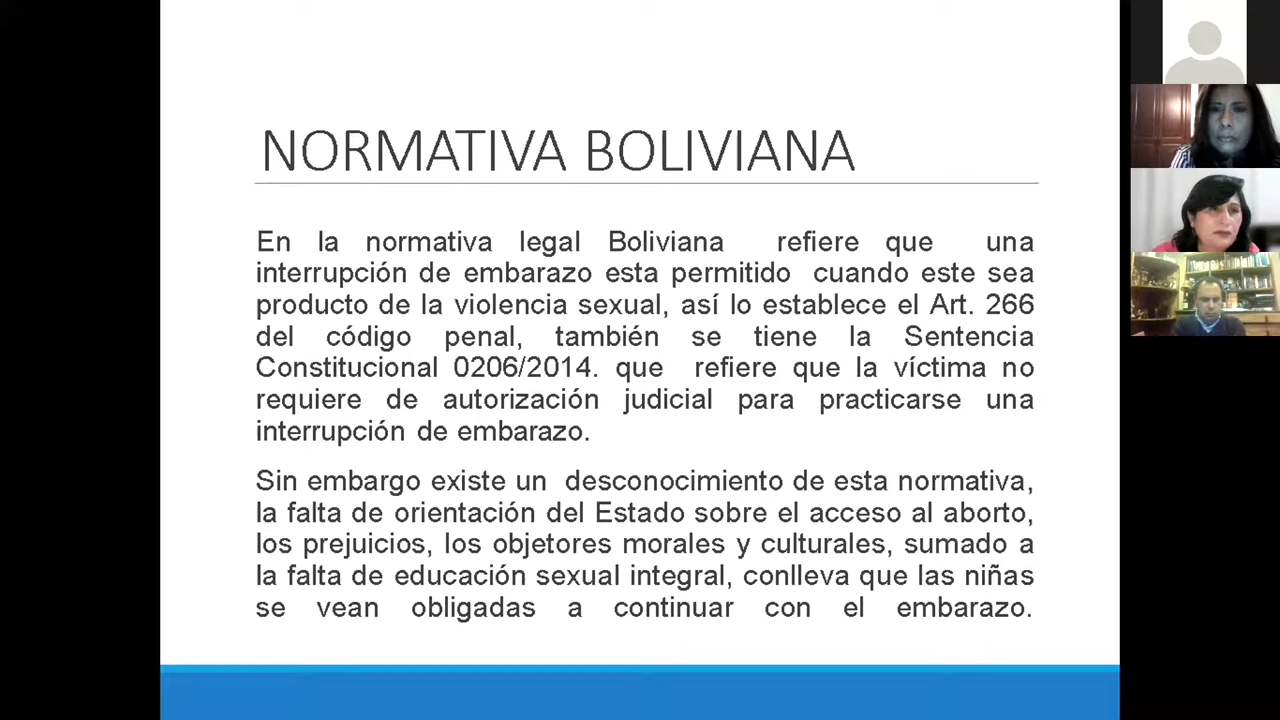 NORMATIVA BOLIVIANA
En la normativa legal Boliviana refiere que una
interrupción de embarazo esta permitido cuando este sea
producto de la violencia sexual, así lo establece el Art. 266
del código penal, también se tiene la Sentencia
Constitucional 0206/2014. que refiere que la víctima no
requiere de autorización judicial para practicarse una
interrupción de embarazo.
Sin embargo existe un desconocimiento de esta normativa,
la falta de orientación del Estado sobre el acceso al aborto,
los prejuicios, los objetores morales y culturales, sumado a
la falta de educación sexual integral, conlleva que las niñas
se vean obligadas a continuar con el embarazo.